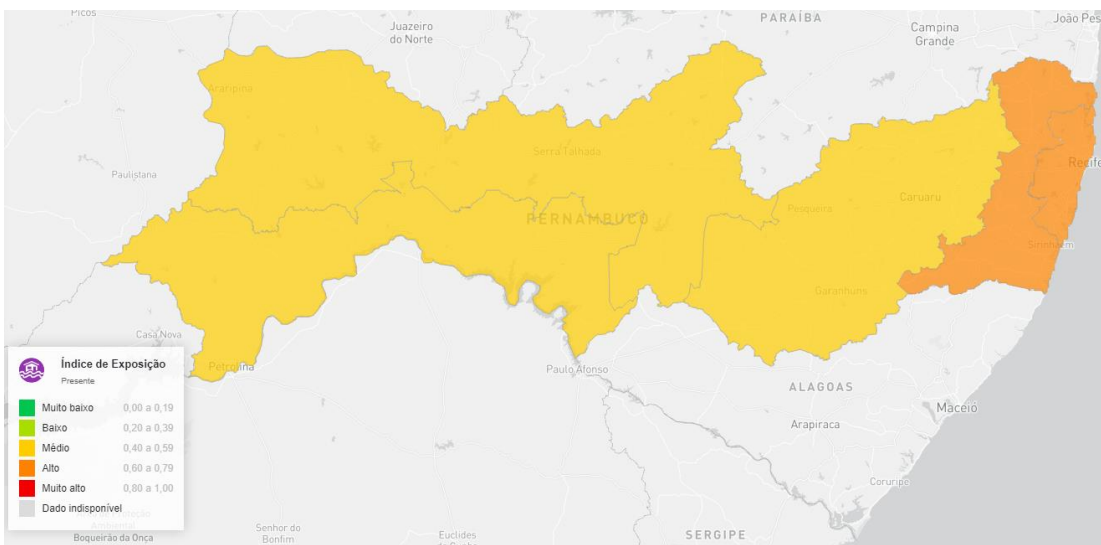 Picos
Juazeiro
do Norte
PARAÍBA
Campina
Grande
João Pes
Araripina
Serra Talhada
Recife
Paulistana
Pesqueira
Caruaru
PERNAMBUCO
Sirinhaém
Garanhuns
Casa Nova
Petrolina
Paulo Afonso
ALAGOAS
Maceió
Arapiraca
Coruripe
SERGIPE
Senhor do
Bonfim
Euclides
Índice de Exposição
Presente
Muito baixo 0,00 a 0,19
Baixo 0,20 a 0,39
Médio 0,40 a 0,59
Alto 0,60 a 0,79
Muito alto 0,80 a 1,00
Dado indisponível
Boqueirão da Onça